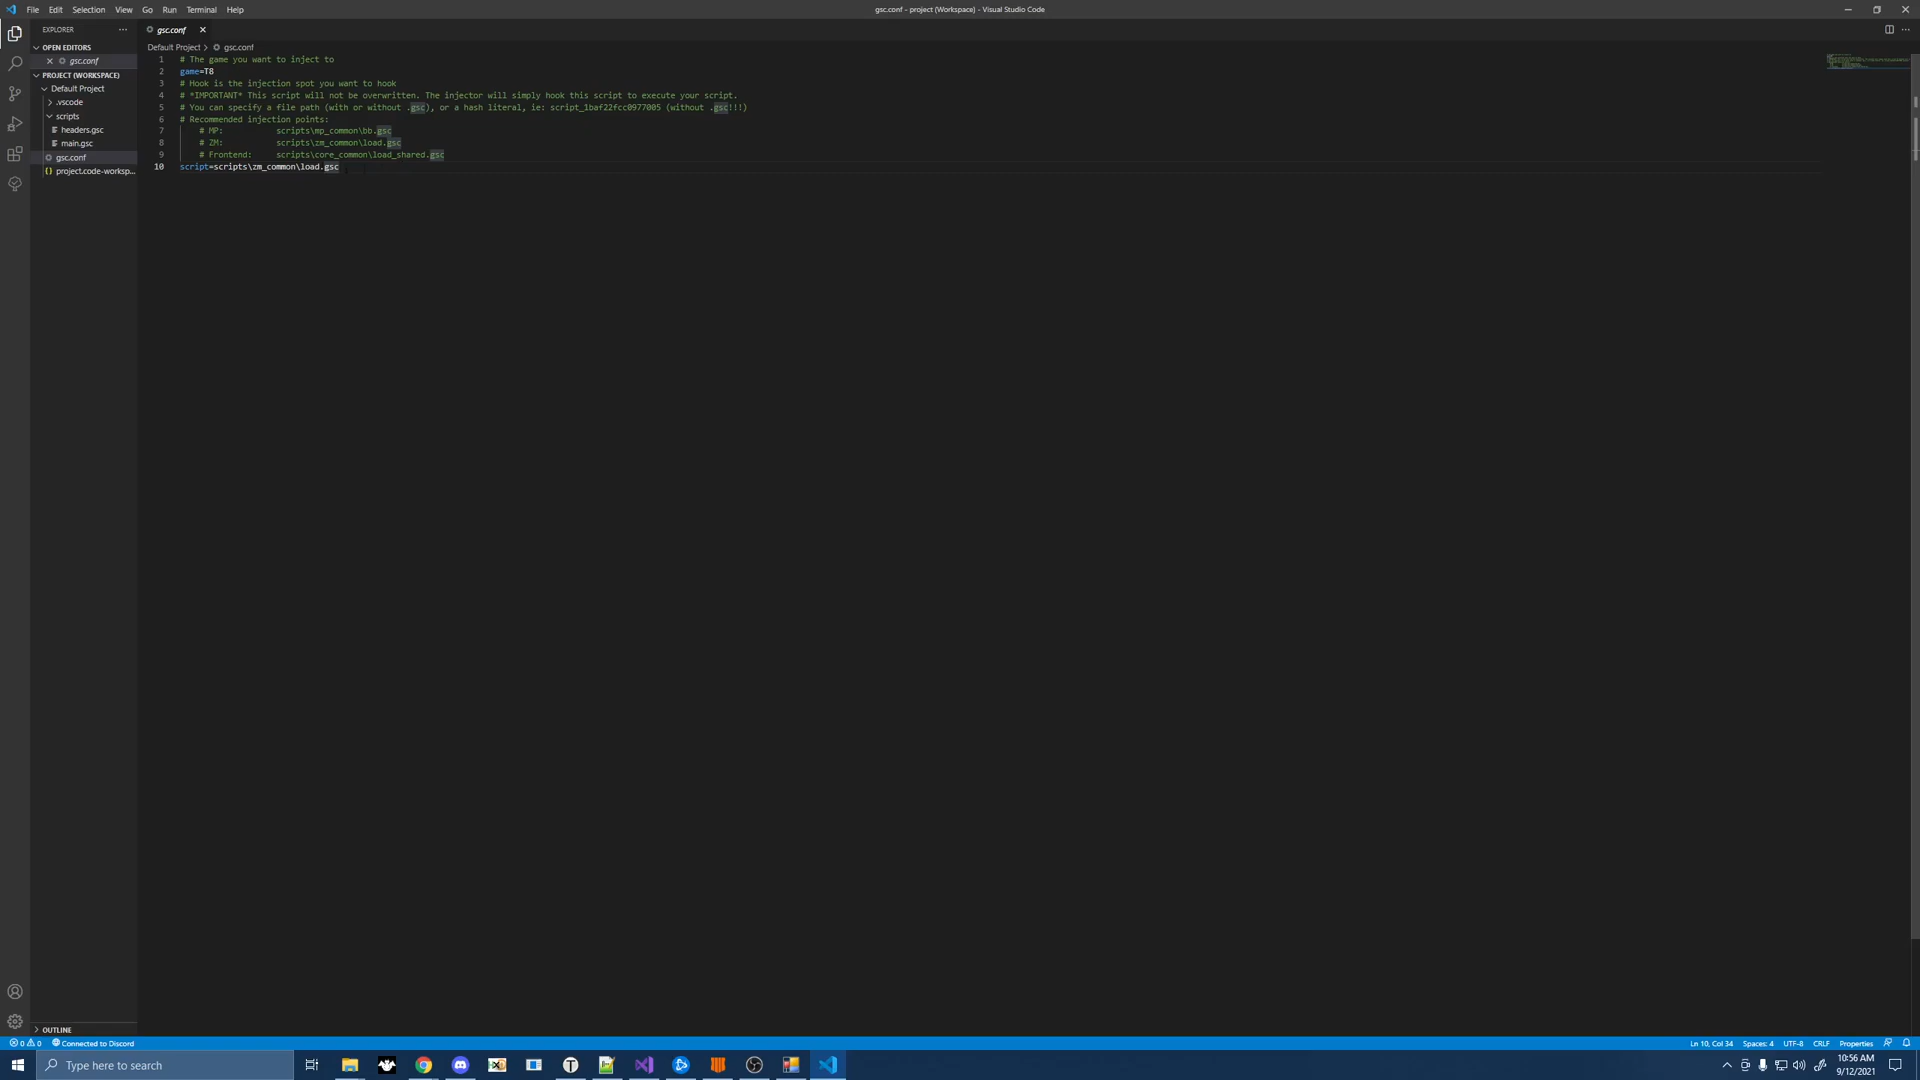 File Edit Selection View Go Run Terminal Help
gsc.conf - project (Workspace) - Visual Studio Code
EXPLORER
OPEN EDITORS
gsc.conf
PROJECT (WORKSPACE)
Default Project
.vscode
scripts
headers.gsc
main.gsc
gsc.conf
project.code-worksp...
OUTLINE
gsc.conf
Default Project > gsc.conf
1 # The game you want to inject to
2 game=T8
3 # Hook is the injection spot you want to hook
4 # *IMPORTANT* This script will not be overwritten. The injector will simply hook this script to execute your script.
5 # You can specify a file path (with or without .gsc), or a hash literal, ie: script_1baf22fcc0977005 (without .gsc!!!)
6 # Recommended injection points:
7 # MP: scripts\mp_common\bb.gsc
8 # ZM: scripts\zm_common\load.gsc
9 # Frontend: scripts\core_common\load_shared.gsc
10 script=scripts\zm_common\load.gsc
0 0 Connected to Discord
Ln 10, Col 34 Spaces: 4 UTF-8 CRLF Properties
Type here to search
10:56 AM
9/12/2021